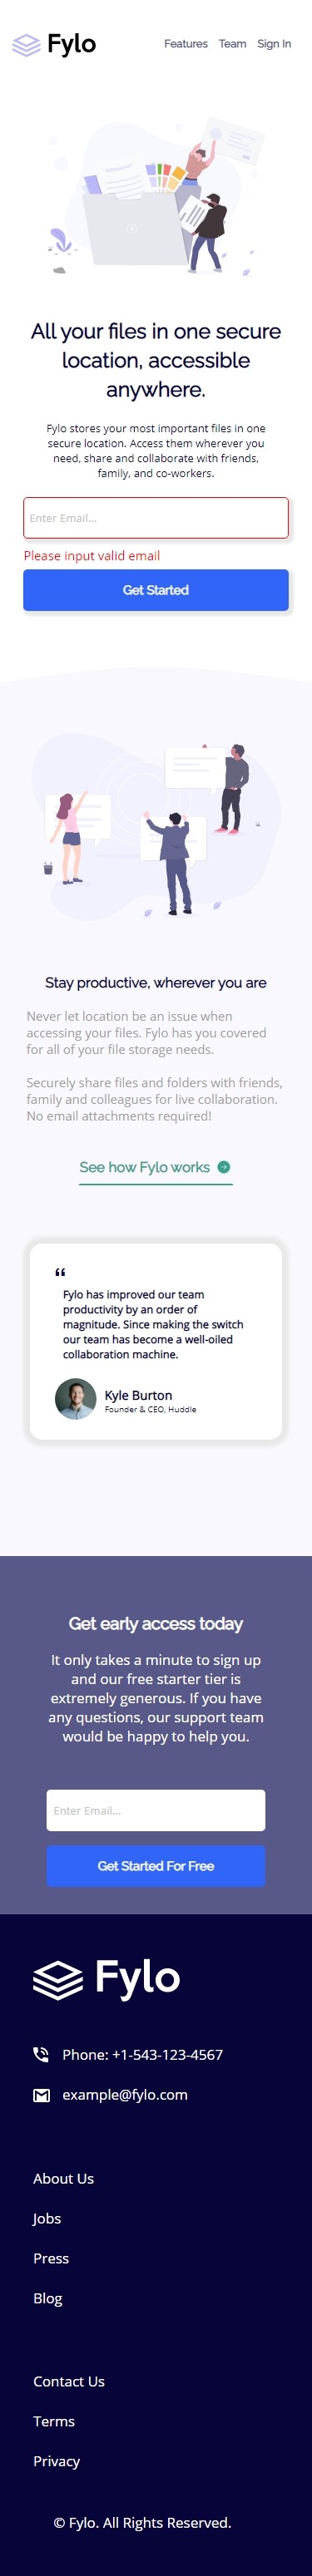 Fylo
Features Team Sign In
All your files in one secure
location, accessible
anywhere.
Fylo stores your most important files in one
secure location. Access them wherever you
need, share and collaborate with friends,
family, and co-workers.
Enter Email...
Please input valid email
Get Started
Stay productive, wherever you are
Never let location be an issue when
accessing your files. Fylo has you covered
for all of your file storage needs.
Securely share files and folders with friends,
family and colleagues for live collaboration.
No email attachments required!
See how Fylo works
“
Fylo has improved our team
productivity by an order of
magnitude. Since making the switch
our team has become a well-oiled
collaboration machine.
Kyle Burton
Founder & CEO, Huddle
Get early access today
It only takes a minute to sign up
and our free starter tier is
extremely generous. If you have
any questions, our support team
would be happy to help you.
Enter Email...
Get Started For Free
Fylo
Phone: +1-543-123-4567
example@fylo.com
About Us
Jobs
Press
Blog
Contact Us
Terms
Privacy
© Fylo. All Rights Reserved.